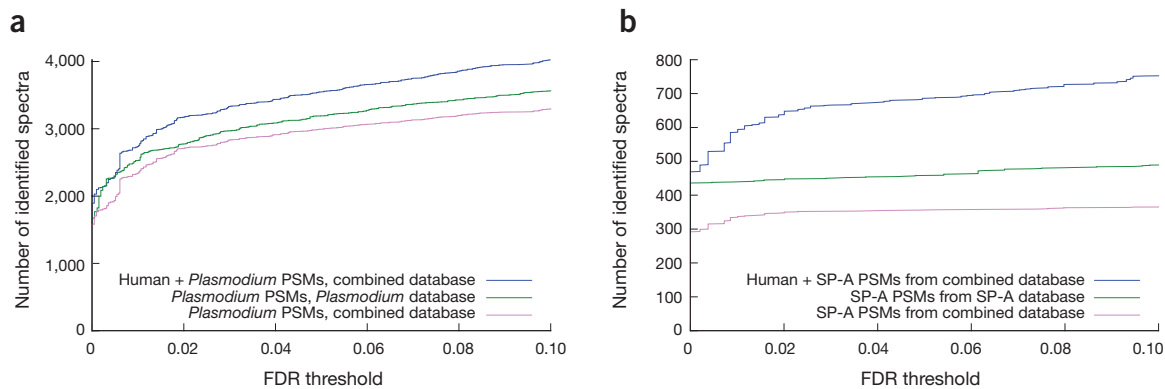 a
Number of identified spectra
4,000
3,000
2,000
1,000
0
Human + Plasmodium PSMs, combined database
Plasmodium PSMs, Plasmodium database
Plasmodium PSMs, combined database
0 0.02 0.04 0.06 0.08 0.10
FDR threshold
b
Number of identified spectra
800
700
600
500
400
300
200
100
0
Human + SP-A PSMs from combined database
SP-A PSMs from SP-A database
SP-A PSMs from combined database
0 0.02 0.04 0.06 0.08 0.10
FDR threshold